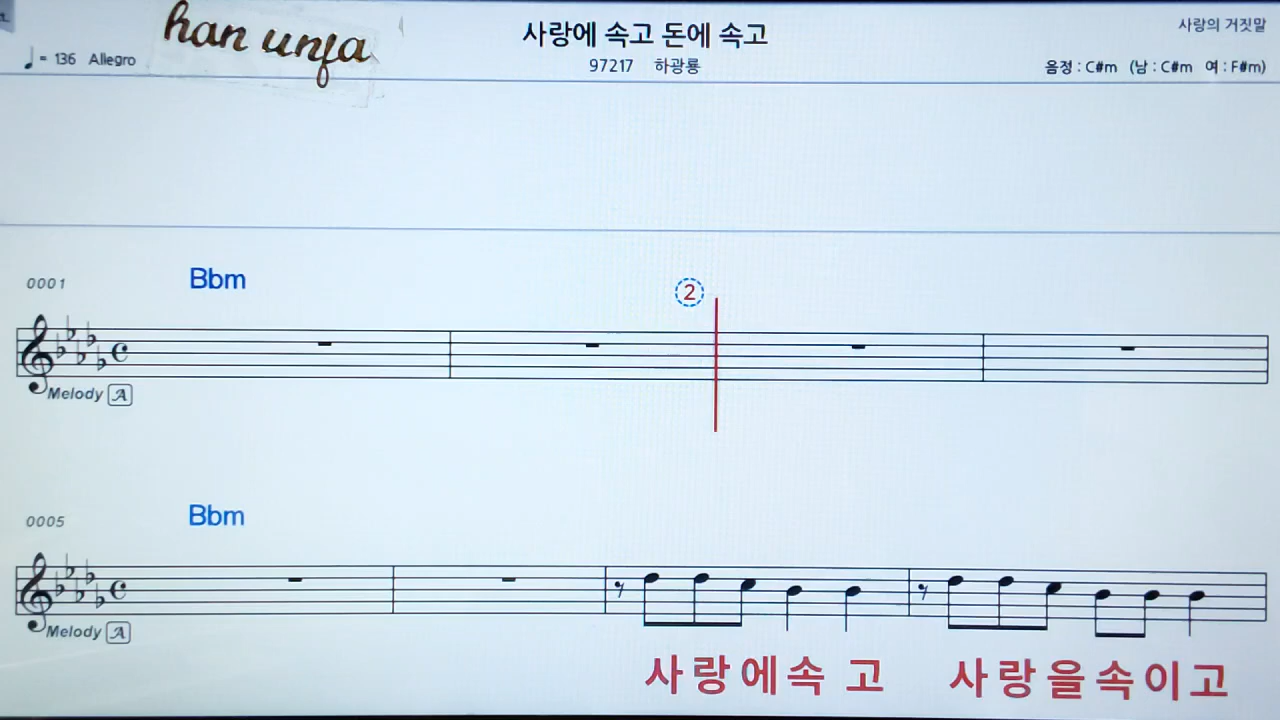 han unja
사랑에 속고 돈에 속고
사랑의 거짓말
♩ = 136 Allegro
97217 하광룡
음정 : C#m (남 : C#m 여 : F#m)
0001 Bbm
2
Melody A
0005 Bbm
Melody A
사랑에속 고 사랑을속이고